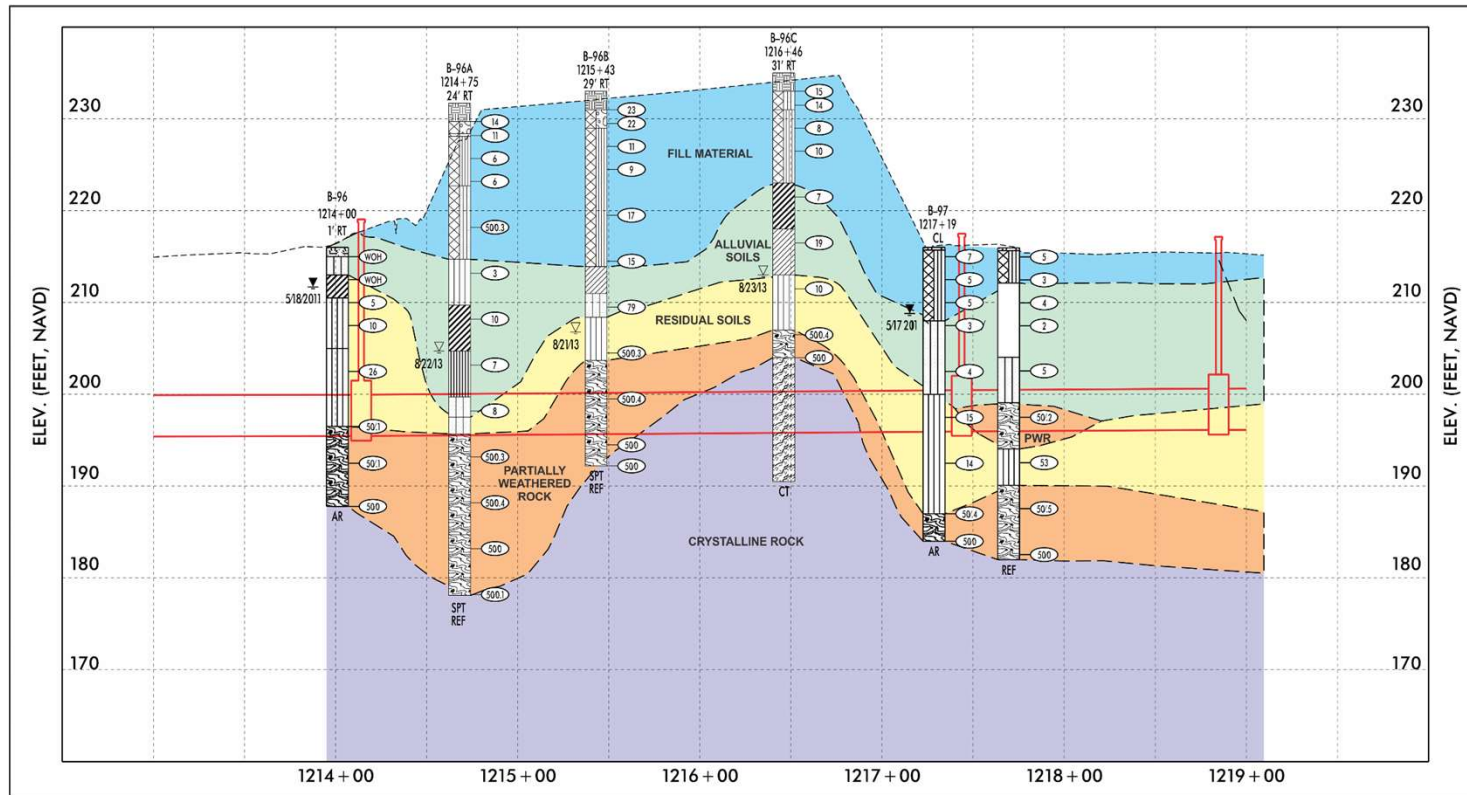 B-96C
1216+46
31' RT
B-96A
1214+75
24' RT
B-96B
1215+43
29' RT
B-96
1214+00
1' RT
B-97
1217+19
CL
ELEV. (FEET, NAVD)
230
220
210
200
190
180
170
WOH
WOH
5
10
26
50/.1
50/.1
50/0
AR
5/18/2011
14
11
6
6
50/0.3
3
10
7
8
50/0.3
50/0.4
50/0
50/0.1
SPT
REF
8/22/13
23
22
11
9
17
15
79
50/0.3
50/0.4
50/0
50/0
SPT
REF
8/21/13
15
14
8
10
7
19
10
50/0.4
50/0
CT
8/23/13
7
5
5
3
4
15
14
50/.4
50/0
AR
5/17 201
5
3
4
2
5
50/.2
53
50/.5
50/0
REF
FILL MATERIAL
ALLUVIAL
SOILS
RESIDUAL SOILS
PARTIALLY
WEATHERED
ROCK
PWR
CRYSTALLINE ROCK
230
220
210
200
190
180
170
ELEV. (FEET, NAVD)
1214+00
1215+00
1216+00
1217+00
1218+00
1219+00